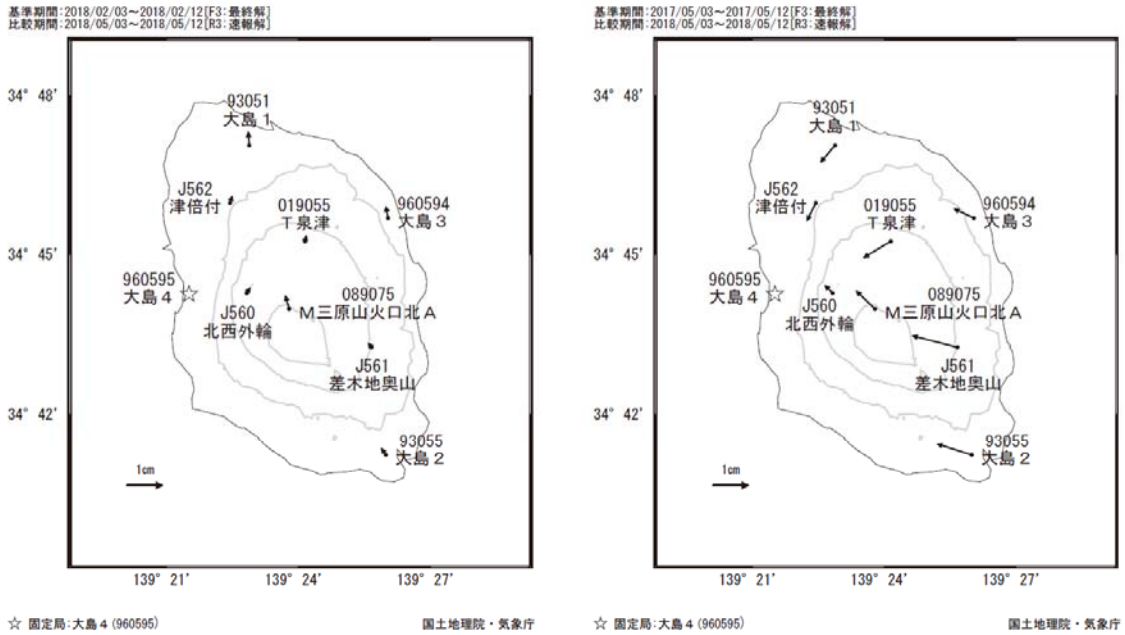 基準期間:2018/02/03～2018/02/12[F3:最終解]
比較期間:2018/05/03～2018/05/12[R3:速報解]
34° 48'
93051
大島１
J562
津倍付
019055
Ｔ泉津
960594
大島３
34° 45'
960595
大島４
J560
北西外輪
089075
Ｍ三原山火口北Ａ
J561
差木地奥山
34° 42'
93055
大島２
1cm
139° 21'
139° 24'
139° 27'
☆ 固定局:大島４(960595)
国土地理院・気象庁
基準期間:2017/05/03～2017/05/12[F3:最終解]
比較期間:2018/05/03～2018/05/12[R3:速報解]
34° 48'
93051
大島１
J562
津倍付
019055
Ｔ泉津
960594
大島３
34° 45'
960595
大島４
J560
北西外輪
089075
Ｍ三原山火口北Ａ
J561
差木地奥山
34° 42'
93055
大島２
1cm
139° 21'
139° 24'
139° 27'
☆ 固定局:大島４(960595)
国土地理院・気象庁